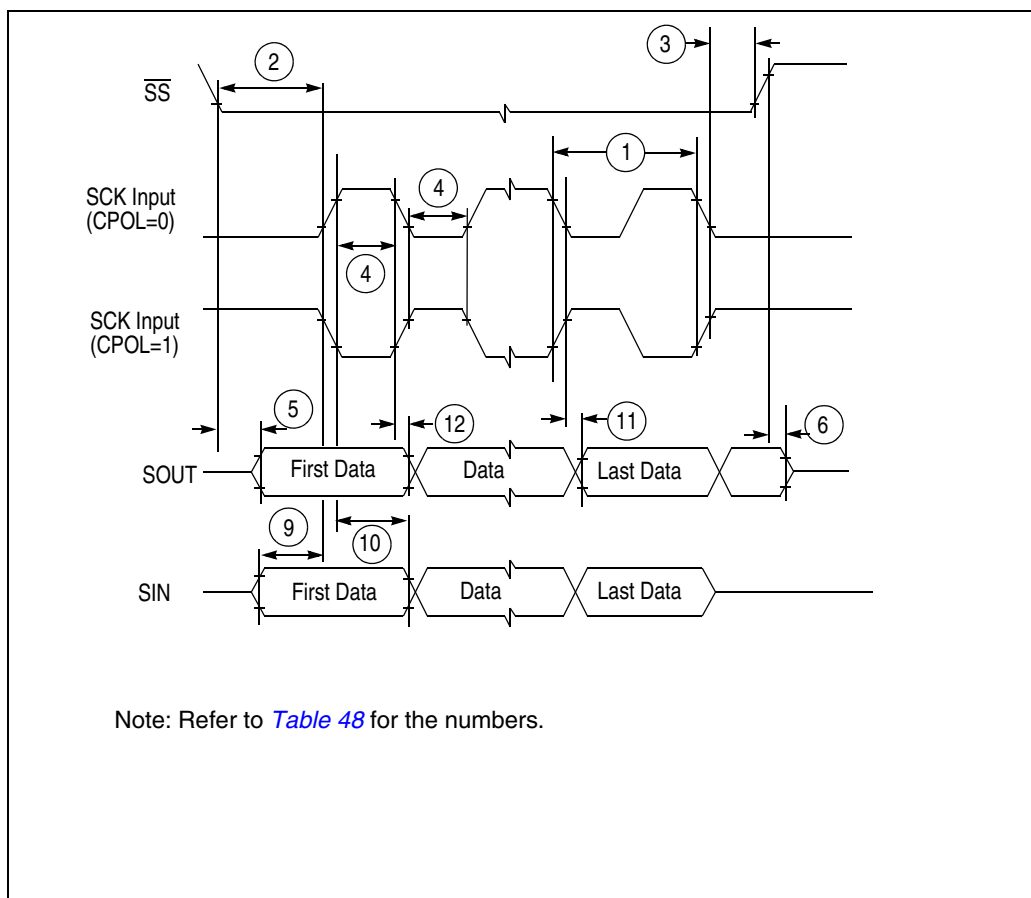 3
2
SS
1
SCK Input
(CPOL=0)
4
4
SCK Input
(CPOL=1)
5
12
11
6
SOUT
First Data
Data
Last Data
9
10
SIN
First Data
Data
Last Data
Note: Refer to Table 48 for the numbers.